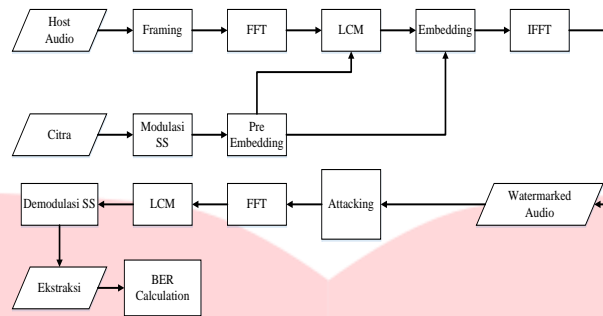 Host
Audio
Framing
FFT
LCM
Embedding
IFFT
Citra
Modulasi
SS
Pre
Embedding
Demodulasi SS
LCM
FFT
Attacking
Watermarked
Audio
Ekstraksi
BER
Calculation